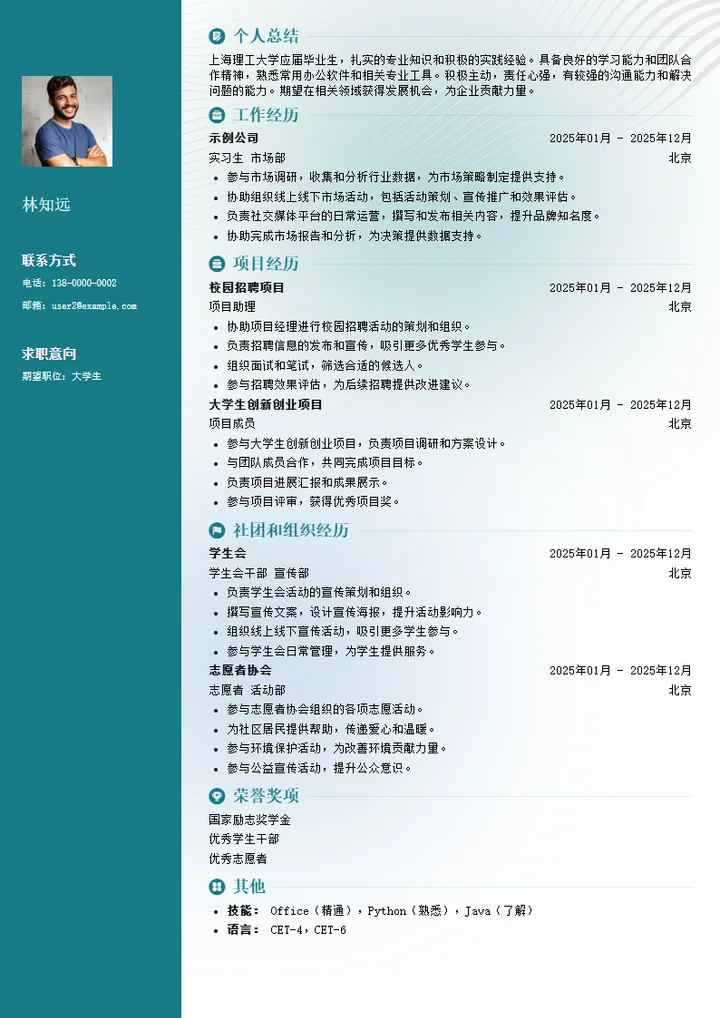 林知远
联系方式
电话：138-0000-0002
邮箱：user2@example.com
求职意向
期望职位：大学生
个人总结
上海理工大学应届毕业生，扎实的专业知识和积极的实践经验。具备良好的学习能力和团队合
作精神，熟悉常用办公软件和相关专业工具。积极主动，责任心强，有较强的沟通能力和解决
问题的能力。期望在相关领域获得发展机会，为企业贡献力量。
工作经历
示例公司 2025年01月 - 2025年12月
实习生 市场部 北京
• 参与市场调研，收集和分析行业数据，为市场策略制定提供支持。
• 协助组织线上线下市场活动，包括活动策划、宣传推广和效果评估。
• 负责社交媒体平台的日常运营，撰写和发布相关内容，提升品牌知名度。
• 协助完成市场报告和分析，为决策提供数据支持。
项目经历
校园招聘项目 2025年01月 - 2025年12月
项目助理 北京
• 协助项目经理进行校园招聘活动的策划和组织。
• 负责招聘信息的发布和宣传，吸引更多优秀学生参与。
• 组织面试和笔试，筛选合适的候选人。
• 参与招聘效果评估，为后续招聘提供改进建议。
大学生创新创业项目 2025年01月 - 2025年12月
项目成员 北京
• 参与大学生创新创业项目，负责项目调研和方案设计。
• 与团队成员合作，共同完成项目目标。
• 负责项目进展汇报和成果展示。
• 参与项目评审，获得优秀项目奖。
社团和组织经历
学生会 2025年01月 - 2025年12月
学生会干部 宣传部 北京
• 负责学生会活动的宣传策划和组织。
• 撰写宣传文案，设计宣传海报，提升活动影响力。
• 组织线上线下宣传活动，吸引更多学生参与。
• 参与学生会日常管理，为学生提供服务。
志愿者协会 2025年01月 - 2025年12月
志愿者 活动部 北京
• 参与志愿者协会组织的各项志愿活动。
• 为社区居民提供帮助，传递爱心和温暖。
• 参与环境保护活动，为改善环境贡献力量。
• 参与公益宣传活动，提升公众意识。
荣誉奖项
国家励志奖学金
优秀学生干部
优秀志愿者
其他
• 技能： Office（精通），Python（熟悉），Java（了解）
• 语言： CET-4，CET-6